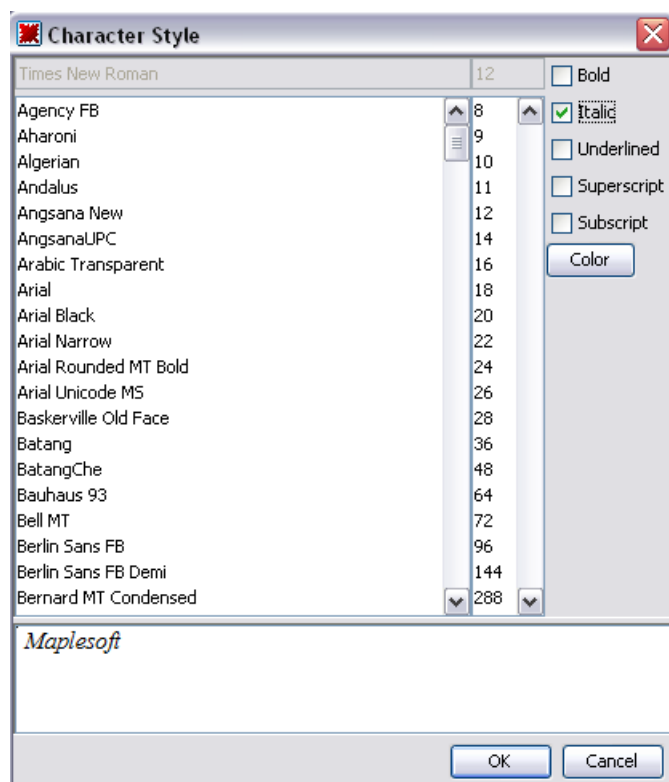 Character Style
Times New Roman 12
Bold
Agency FB 8
Italic
Aharoni 9
Underlined
Algerian 10
Andalus 11
Superscript
Angsana New 12
Subscript
AngsanaUPC 14
Color
Arabic Transparent 16
Arial 18
Arial Black 20
Arial Narrow 22
Arial Rounded MT Bold 24
Arial Unicode MS 26
Baskerville Old Face 28
Batang 36
BatangChe 48
Bauhaus 93 64
Bell MT 72
Berlin Sans FB 96
Berlin Sans FB Demi 144
Bernard MT Condensed 288
Maplesoft
OK Cancel